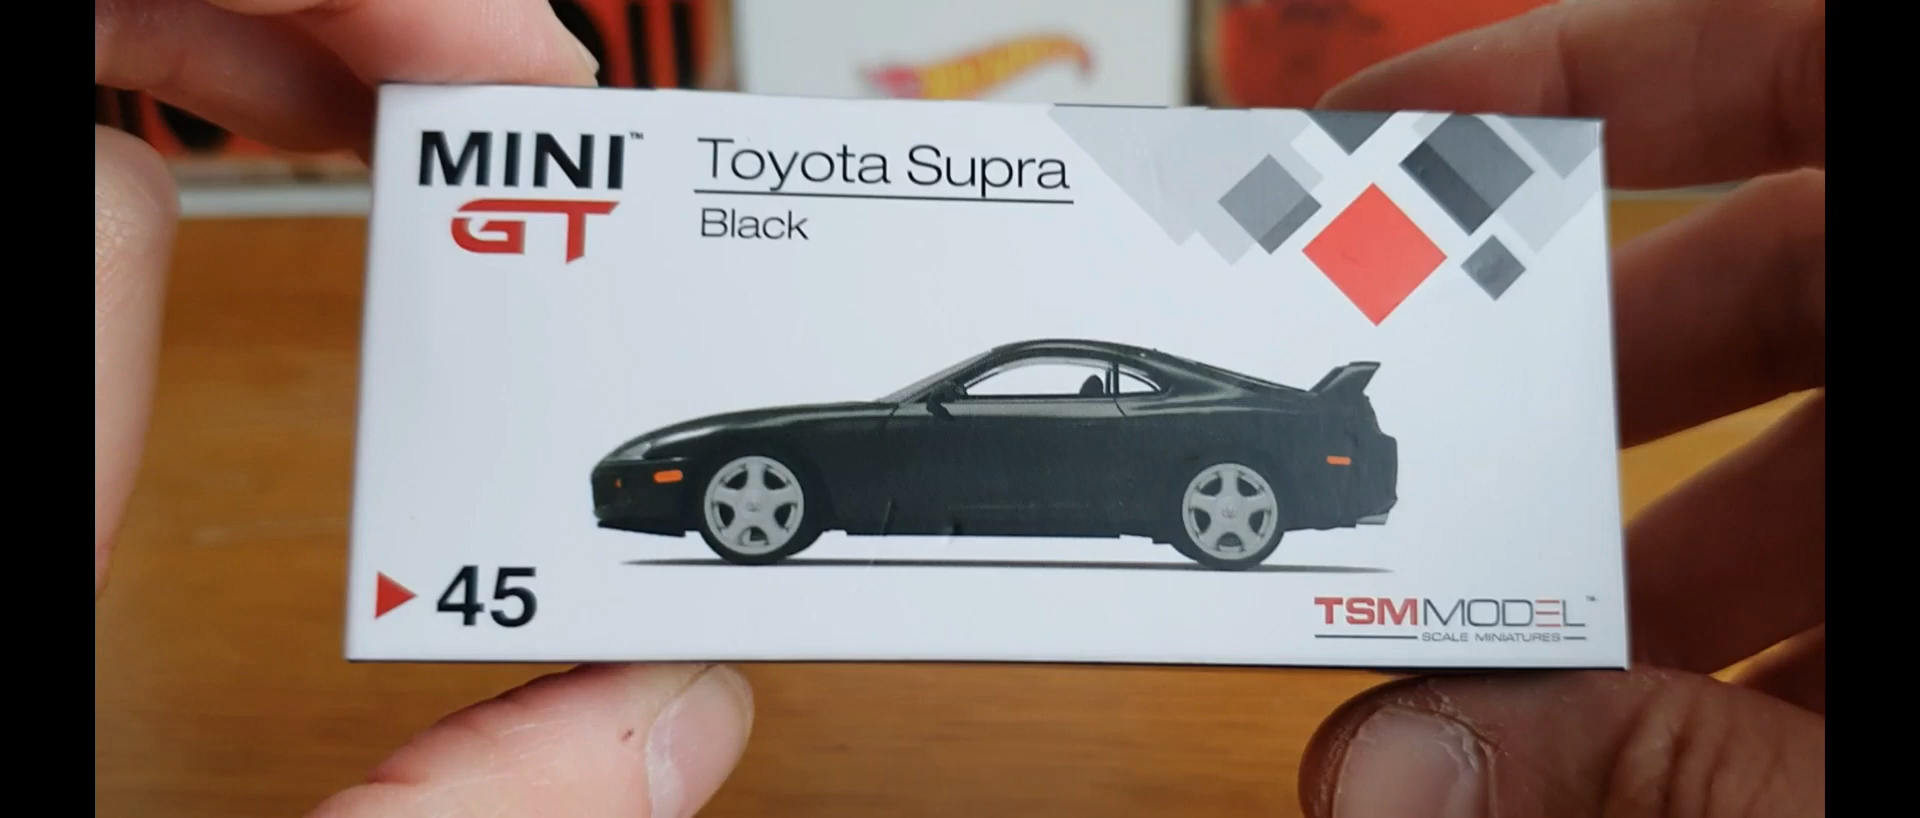 MINI™
GT
Toyota Supra
Black
45
TSMMODEL™
SCALE MINIATURES